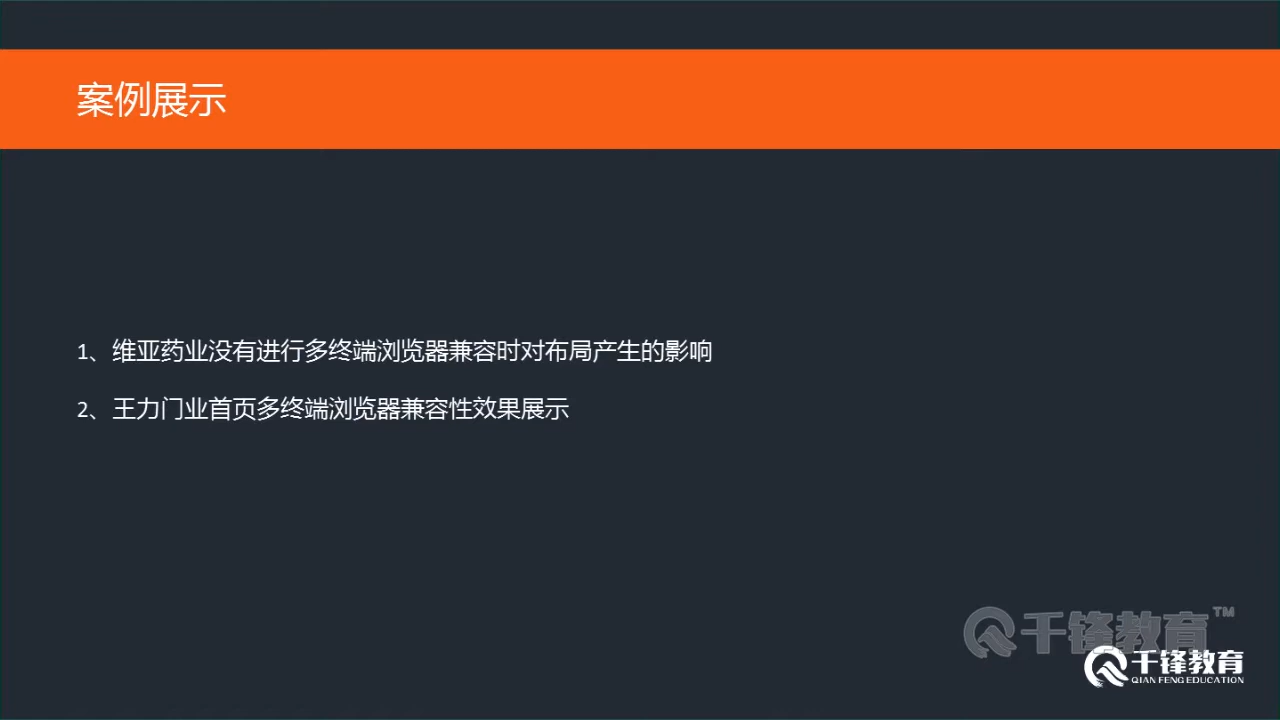 案例展示
1、维亚药业没有进行多终端浏览器兼容时对布局产生的影响
2、王力门业首页多终端浏览器兼容性效果展示
千锋教育™
千锋教育
QIAN FENG EDUCATION